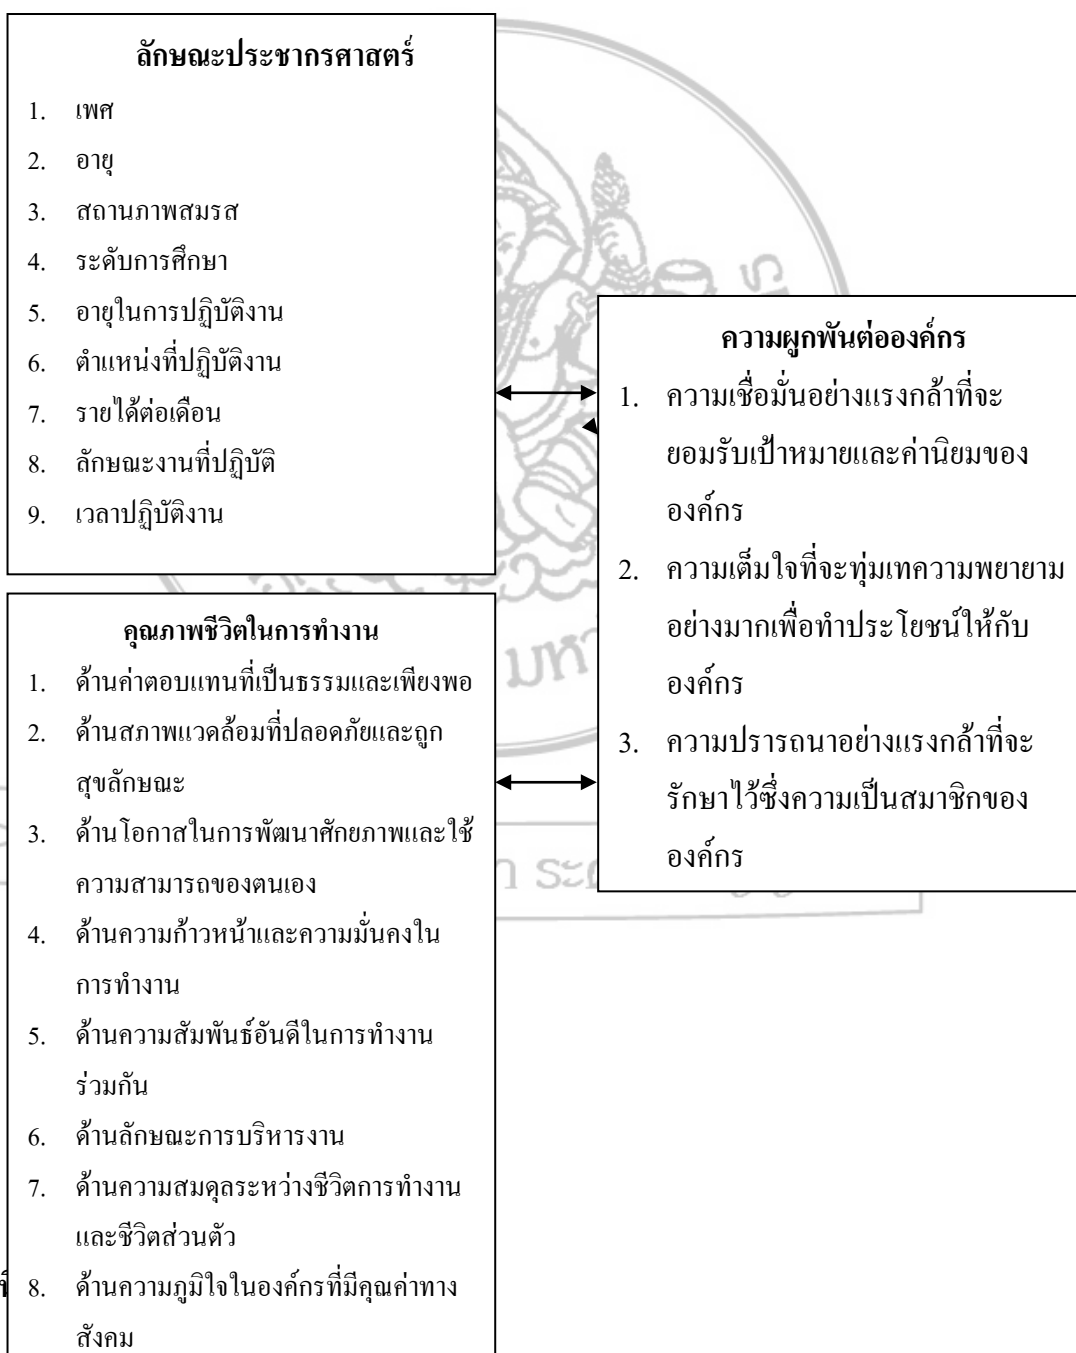 ลักษณะประชากรศาสตร์
1. เพศ
2. อายุ
3. สถานภาพสมรส
4. ระดับการศึกษา
5. อายุในการปฏิบัติงาน
6. ตำแหน่งที่ปฏิบัติงาน
7. รายได้ต่อเดือน
8. ลักษณะงานที่ปฏิบัติ
9. เวลาปฏิบัติงาน
คุณภาพชีวิตในการทำงาน
1. ด้านค่าตอบแทนที่เป็นธรรมและเพียงพอ
2. ด้านสภาพแวดล้อมที่ปลอดภัยและถูก
สุขลักษณะ
3. ด้านโอกาสในการพัฒนาศักยภาพและใช้
ความสามารถของตนเอง
4. ด้านความก้าวหน้าและความมั่นคงใน
การทำงาน
5. ด้านความสัมพันธ์อันดีในการทำงาน
ร่วมกัน
6. ด้านลักษณะการบริหารงาน
7. ด้านความสมดุลระหว่างชีวิตการทำงาน
และชีวิตส่วนตัว
8. ด้านความภูมิใจในองค์กรที่มีคุณค่าทาง
สังคม
ความผูกพันต่อองค์กร
1. ความเชื่อมั่นอย่างแรงกล้าที่จะ
ยอมรับเป้าหมายและค่านิยมของ
องค์กร
2. ความเต็มใจที่จะทุ่มเทความพยายาม
อย่างมากเพื่อทำประโยชน์ให้กับ
องค์กร
3. ความปรารถนาอย่างแรงกล้าที่จะ
รักษาไว้ซึ่งความเป็นสมาชิกของ
องค์กร